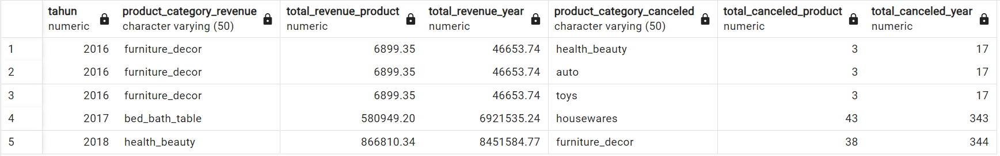 tahun product_category_revenue total_revenue_product total_revenue_year product_category_canceled total_canceled_product total_canceled_year
numeric character varying (50) numeric numeric character varying (50) numeric numeric
1 2016 furniture_decor 6899.35 46653.74 health_beauty 3 17
2 2016 furniture_decor 6899.35 46653.74 auto 3 17
3 2016 furniture_decor 6899.35 46653.74 toys 3 17
4 2017 bed_bath_table 580949.20 6921535.24 housewares 43 343
5 2018 health_beauty 866810.34 8451584.77 furniture_decor 38 344